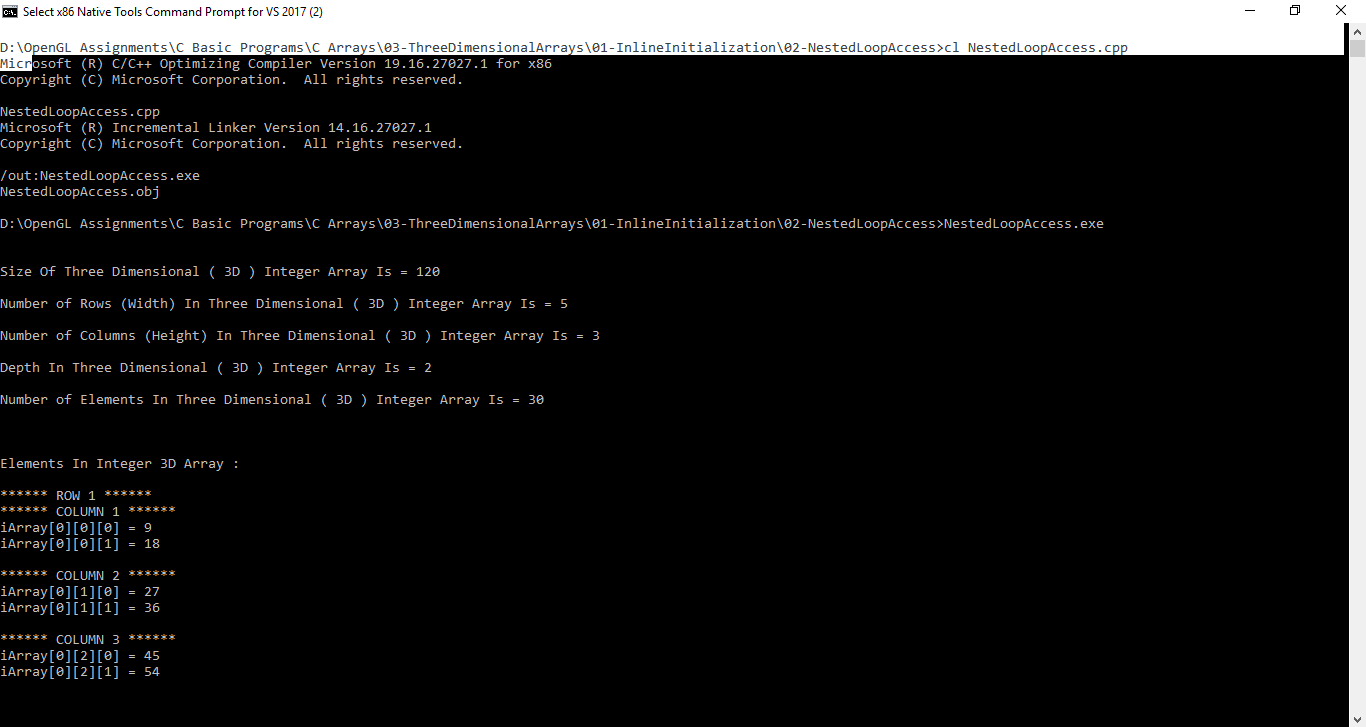 Select x86 Native Tools Command Prompt for VS 2017 (2)
D:\OpenGL Assignments\C Basic Programs\C Arrays\03-ThreeDimensionalArrays\01-InlineInitialization\02-NestedLoopAccess>cl NestedLoopAccess.cpp
Microsoft (R) C/C++ Optimizing Compiler Version 19.16.27027.1 for x86
Copyright (C) Microsoft Corporation.  All rights reserved.
NestedLoopAccess.cpp
Microsoft (R) Incremental Linker Version 14.16.27027.1
Copyright (C) Microsoft Corporation.  All rights reserved.
/out:NestedLoopAccess.exe
NestedLoopAccess.obj
D:\OpenGL Assignments\C Basic Programs\C Arrays\03-ThreeDimensionalArrays\01-InlineInitialization\02-NestedLoopAccess>NestedLoopAccess.exe
Size Of Three Dimensional ( 3D ) Integer Array Is = 120
Number of Rows (Width) In Three Dimensional ( 3D ) Integer Array Is = 5
Number of Columns (Height) In Three Dimensional ( 3D ) Integer Array Is = 3
Depth In Three Dimensional ( 3D ) Integer Array Is = 2
Number of Elements In Three Dimensional ( 3D ) Integer Array Is = 30
Elements In Integer 3D Array :
****** ROW 1 ******
****** COLUMN 1 ******
iArray[0][0][0] = 9
iArray[0][0][1] = 18
****** COLUMN 2 ******
iArray[0][1][0] = 27
iArray[0][1][1] = 36
****** COLUMN 3 ******
iArray[0][2][0] = 45
iArray[0][2][1] = 54